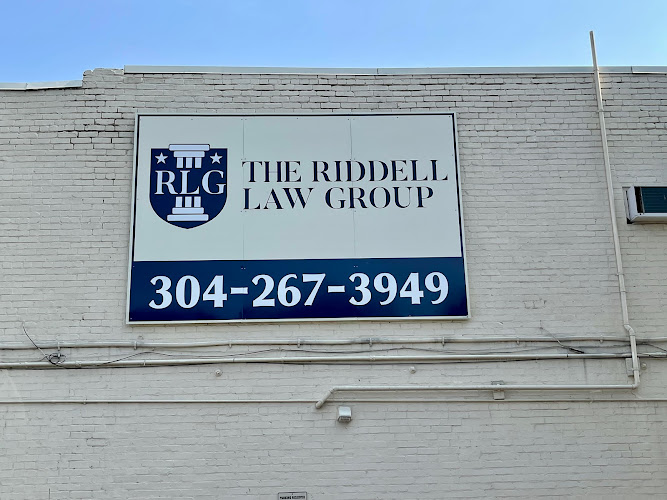 RLG
THE RIDDELL
LAW GROUP
304-267-3949